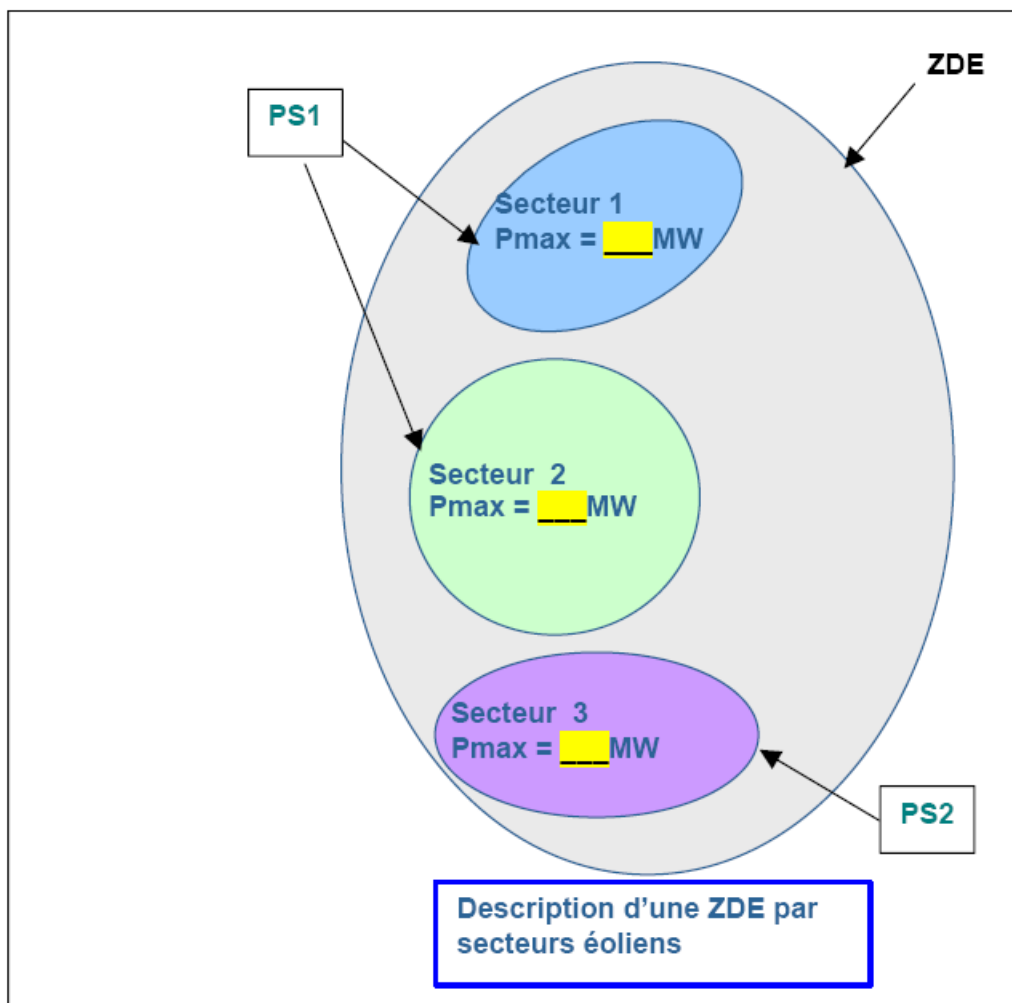 ZDE
PS1
Secteur 1
Pmax = ___MW
Secteur 2
Pmax = ___MW
Secteur 3
Pmax = ___MW
PS2
Description d’une ZDE par
secteurs éoliens